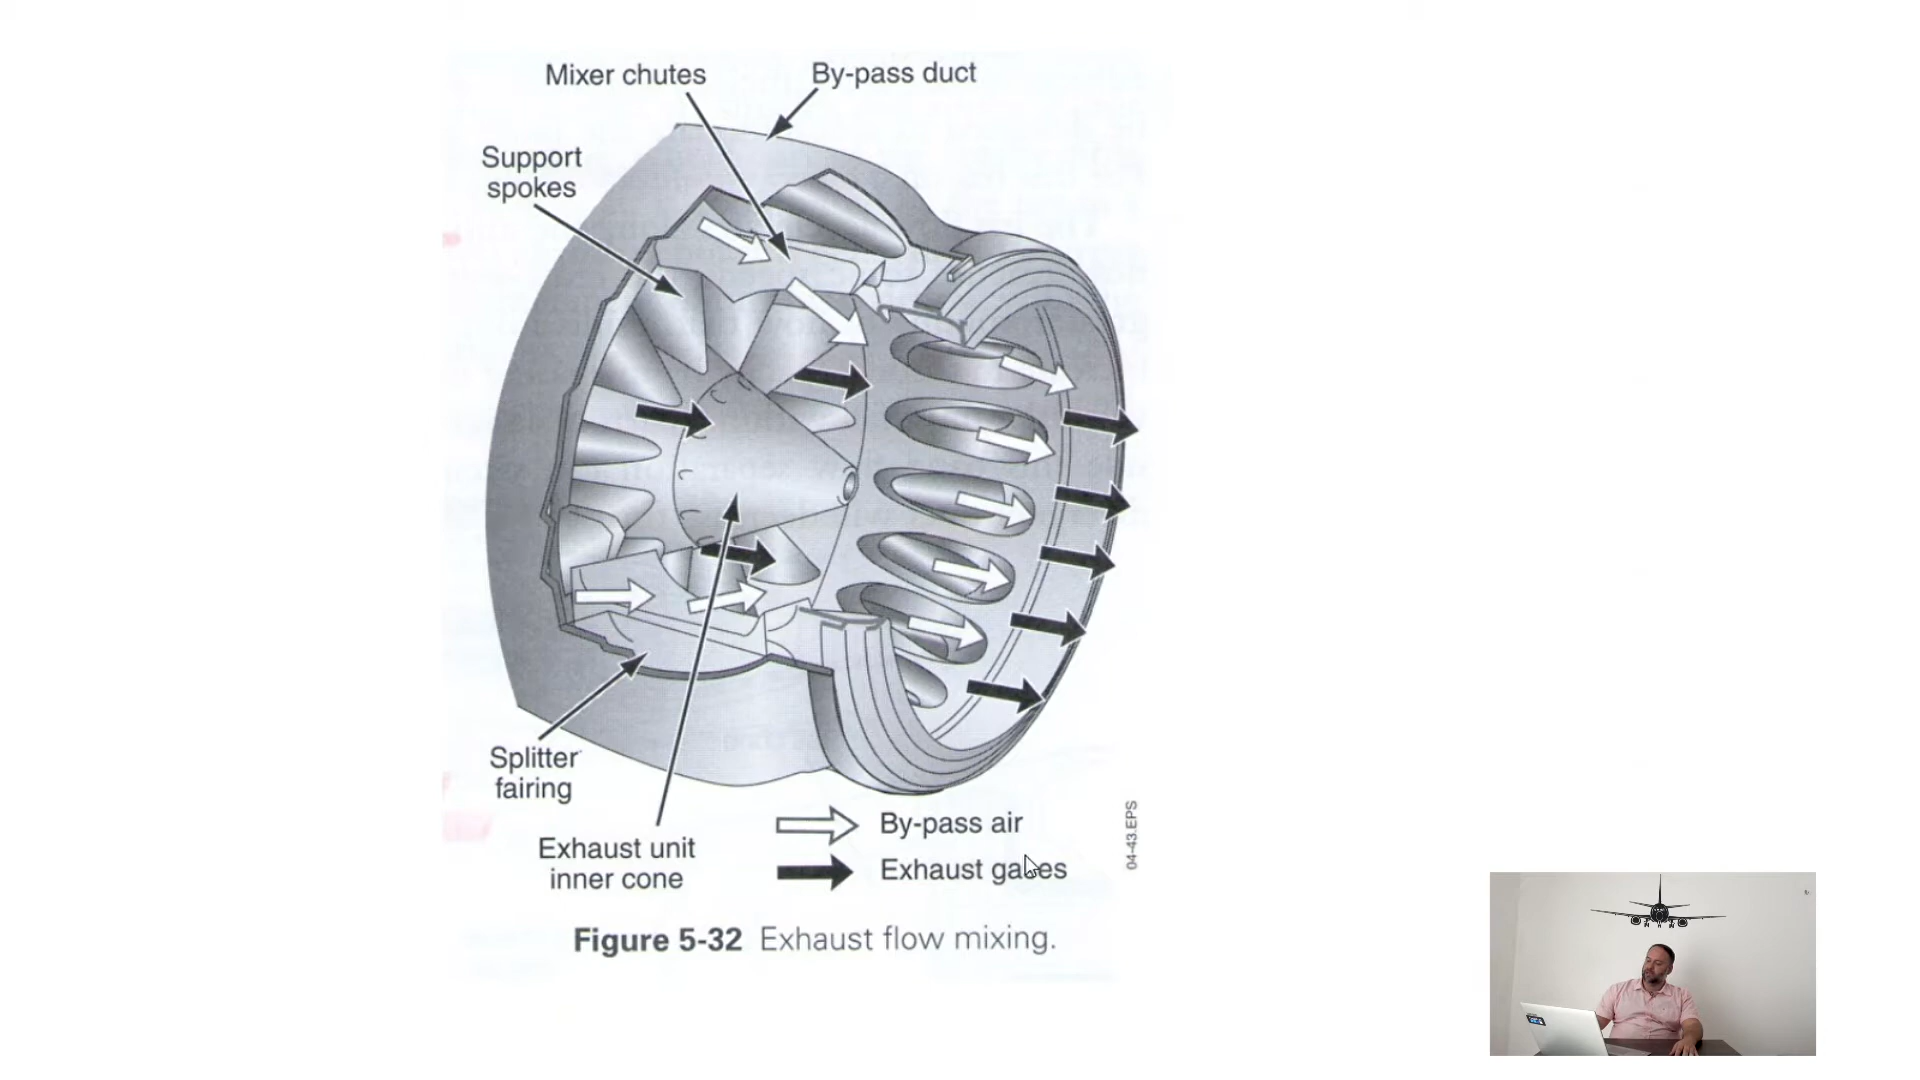 Mixer chutes
By-pass duct
Support
spokes
Splitter
fairing
Exhaust unit
inner cone
By-pass air
Exhaust gases
04-43.EPS
Figure 5-32 Exhaust flow mixing.